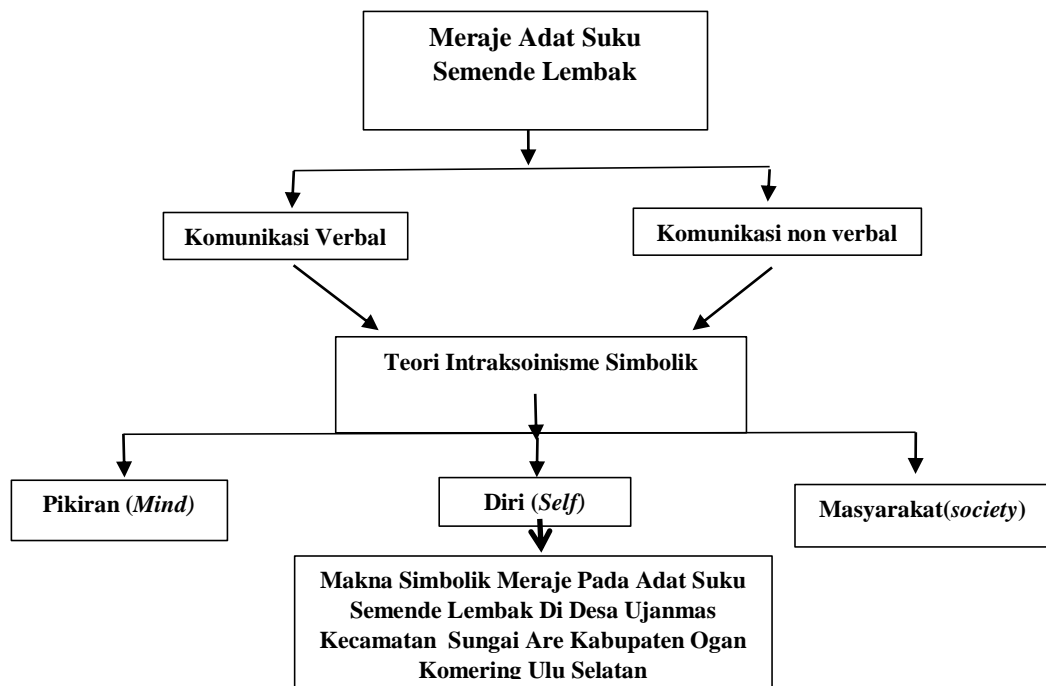 Meraje Adat Suku
Semende Lembak
Komunikasi Verbal
Komunikasi non verbal
Teori Intraksoinisme Simbolik
Pikiran (Mind)
Diri (Self)
Masyarakat(society)
Makna Simbolik Meraje Pada Adat Suku
Semende Lembak Di Desa Ujanmas
Kecamatan Sungai Are Kabupaten Ogan
Komering Ulu Selatan